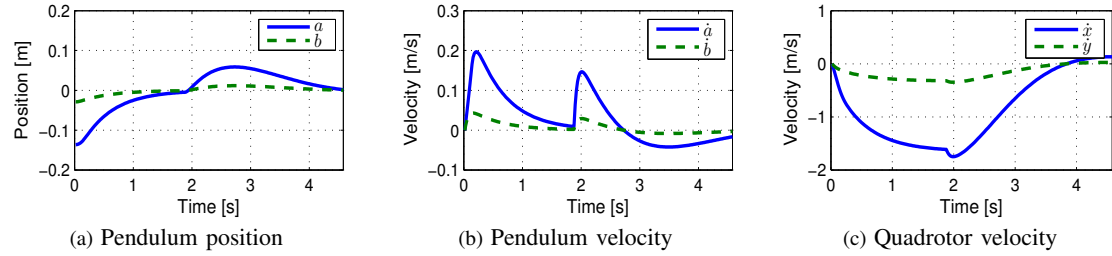 0.2
0.1
0
−0.1
0.2
0 1 2 3 4
Position [m]
Time [s]
a
b
(a) Pendulum position
0.3
0.2
0.1
0
0.1
0 1 2 3 4
Velocity [m/s]
Time [s]
ȧ
ḃ
(b) Pendulum velocity
1
0
−1
−2
0 1 2 3 4
Velocity [m/s]
Time [s]
ẋ
ẏ
(c) Quadrotor velocity